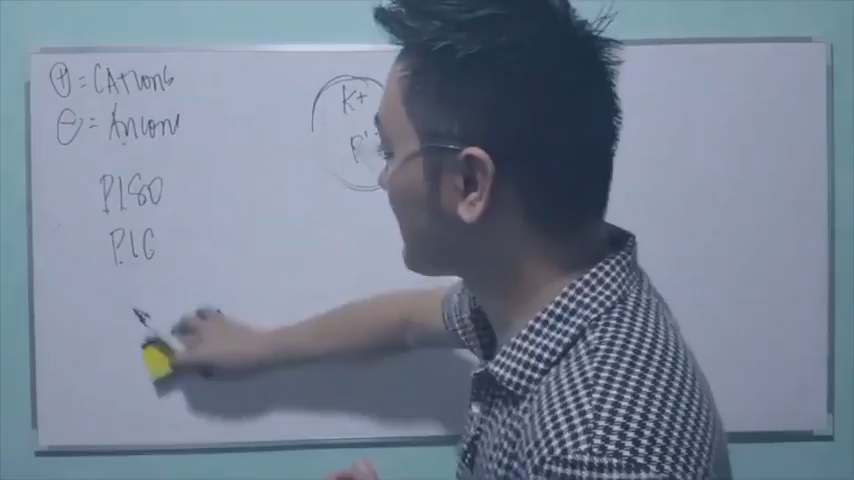 ⊕ = CATIONS
⊖ = ANIONS
PISO
PIG
K+